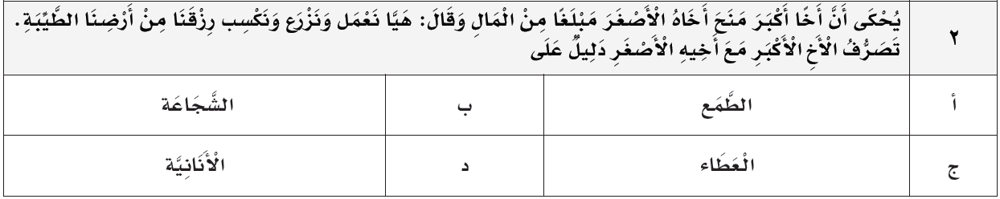 ٢
يُحْكَى أَنَّ أَخًا أَكْبَرَ مَنَحَ أَخَاهُ الْأَصْغَرَ مَبْلَغًا مِنْ الْمَالِ وَقَالَ: هَيَّا نَعْمَل وَنَزْرَع وَنَكْسِب رِزْقَنَا مِنْ أَرْضِنَا الطَّيِّبَةِ.
تَصَرُّفُ الْأَخِ الْأَكْبَرِ مَعَ أَخِيهِ الْأَصْغَرِ دَلِيلٌ عَلَى
أ الطَّمَع ب الشَّجَاعَة
ج الْعَطَاء د الْأَنَانِيَّة